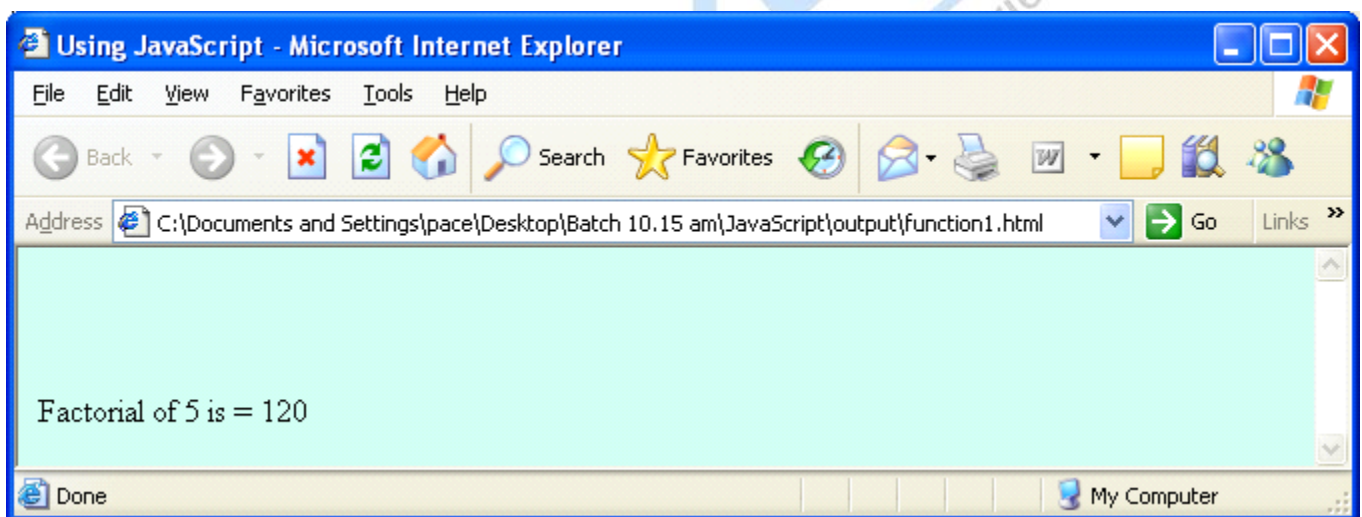 Using JavaScript - Microsoft Internet Explorer
File Edit View Favorites Tools Help
Back Search Favorites W
Address C:\Documents and Settings\pace\Desktop\Batch 10.15 am\JavaScript\output\function1.html Go Links »
Factorial of 5 is = 120
Done My Computer